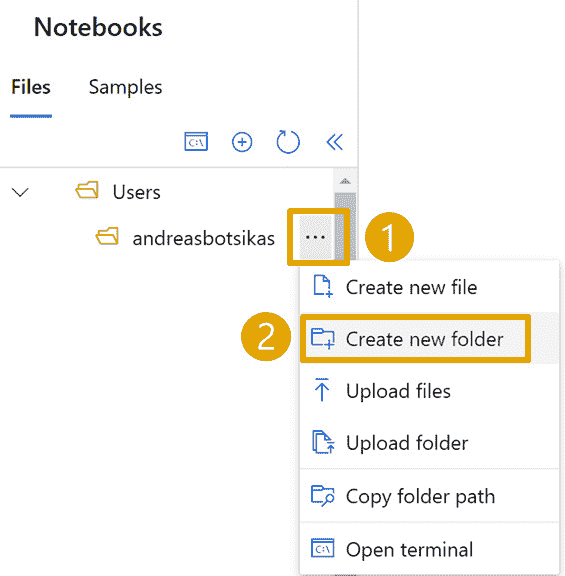 Notebooks
Files Samples
C:\
Users
andreasbotsikas ... 1
Create new file
2 Create new folder
Upload files
Upload folder
Copy folder path
C:\ Open terminal